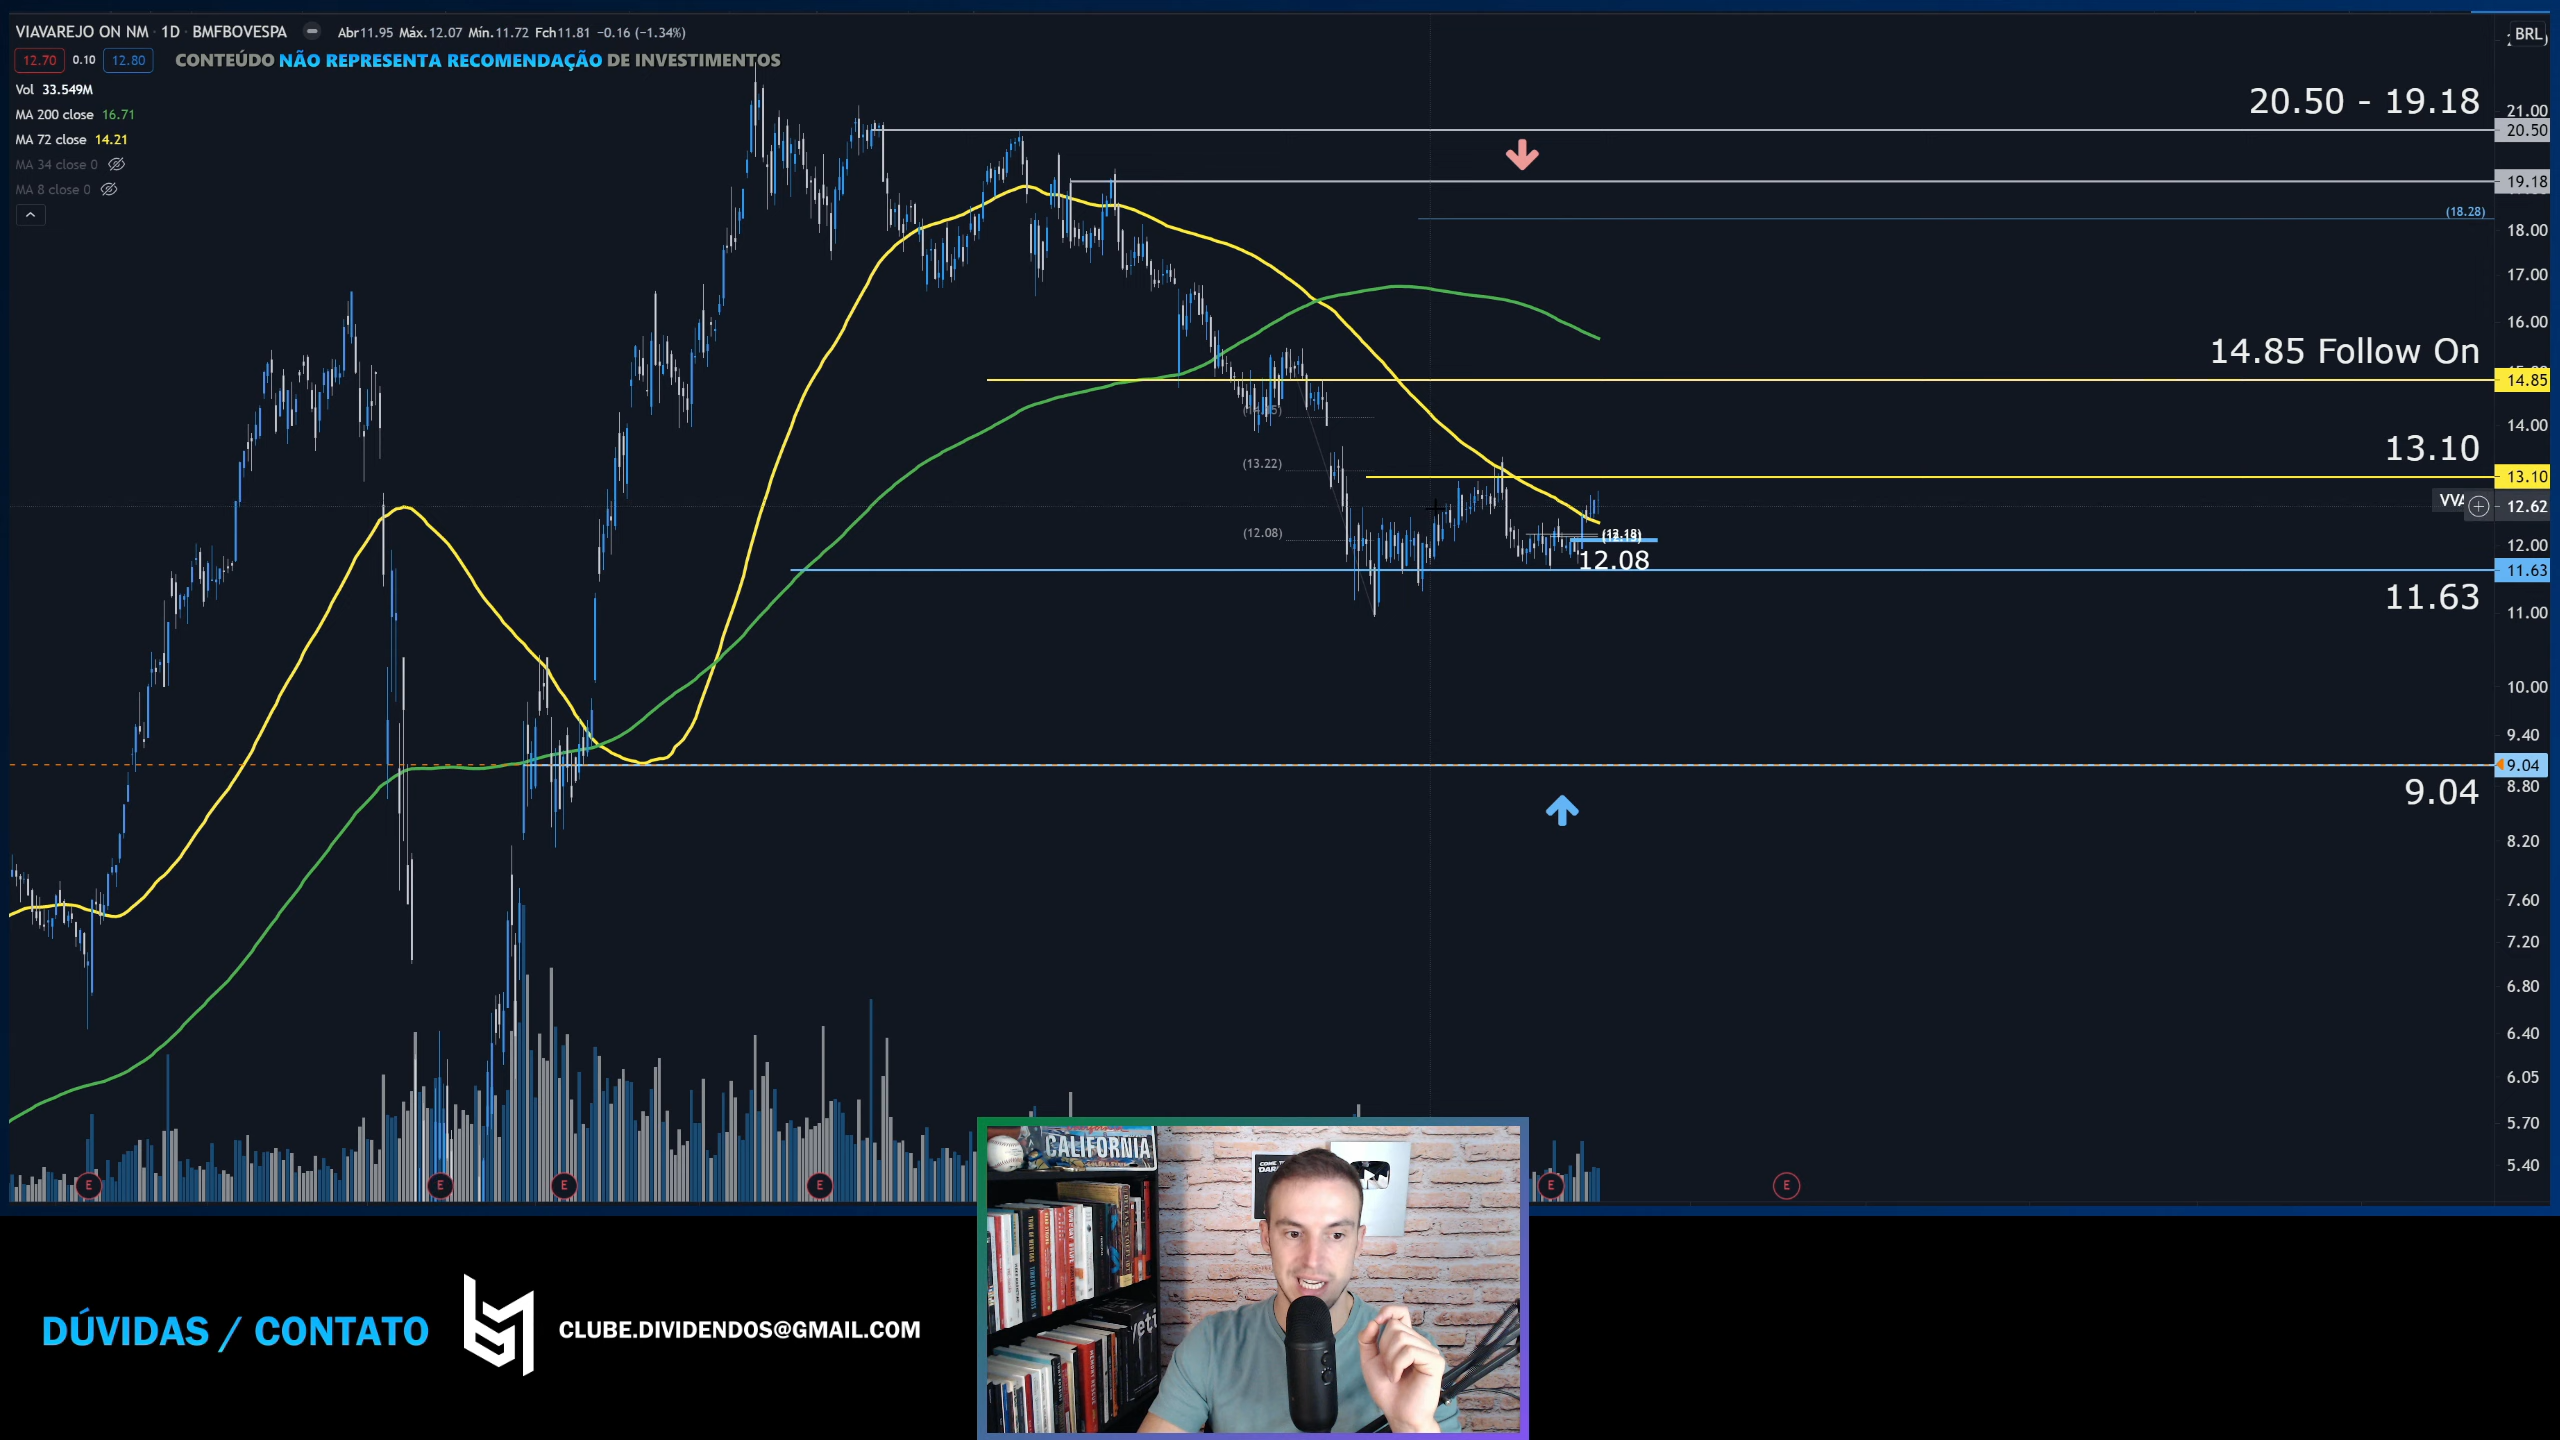 VIAVAREJO ON NM · 1D · BMFBOVESPA Abr11.95 Máx.12.07 Mín.11.72 Fch11.81 −0.16 (−1.34%)
12.70 0.10 12.80
CONTEÚDO NÃO REPRESENTA RECOMENDAÇÃO DE INVESTIMENTOS
Vol 33.549M
MA 200 close 16.71
MA 72 close 14.21
MA 34 close 0
MA 8 close 0
BRL
20.50 - 19.18
21.00
20.50
19.18
(18.28)
18.00
17.00
16.00
14.85 Follow On
14.85
14.00
13.10
13.10
(13.22)
12.62
(12.08)
12.00
12.08
11.63
11.63
11.00
10.00
9.40
9.04
9.04
8.80
8.20
7.60
7.20
6.80
6.40
6.05
5.70
5.40
E E E E E E
CALIFORNIA
yeti
DÚVIDAS / CONTATO
CLUBE.DIVIDENDOS@GMAIL.COM